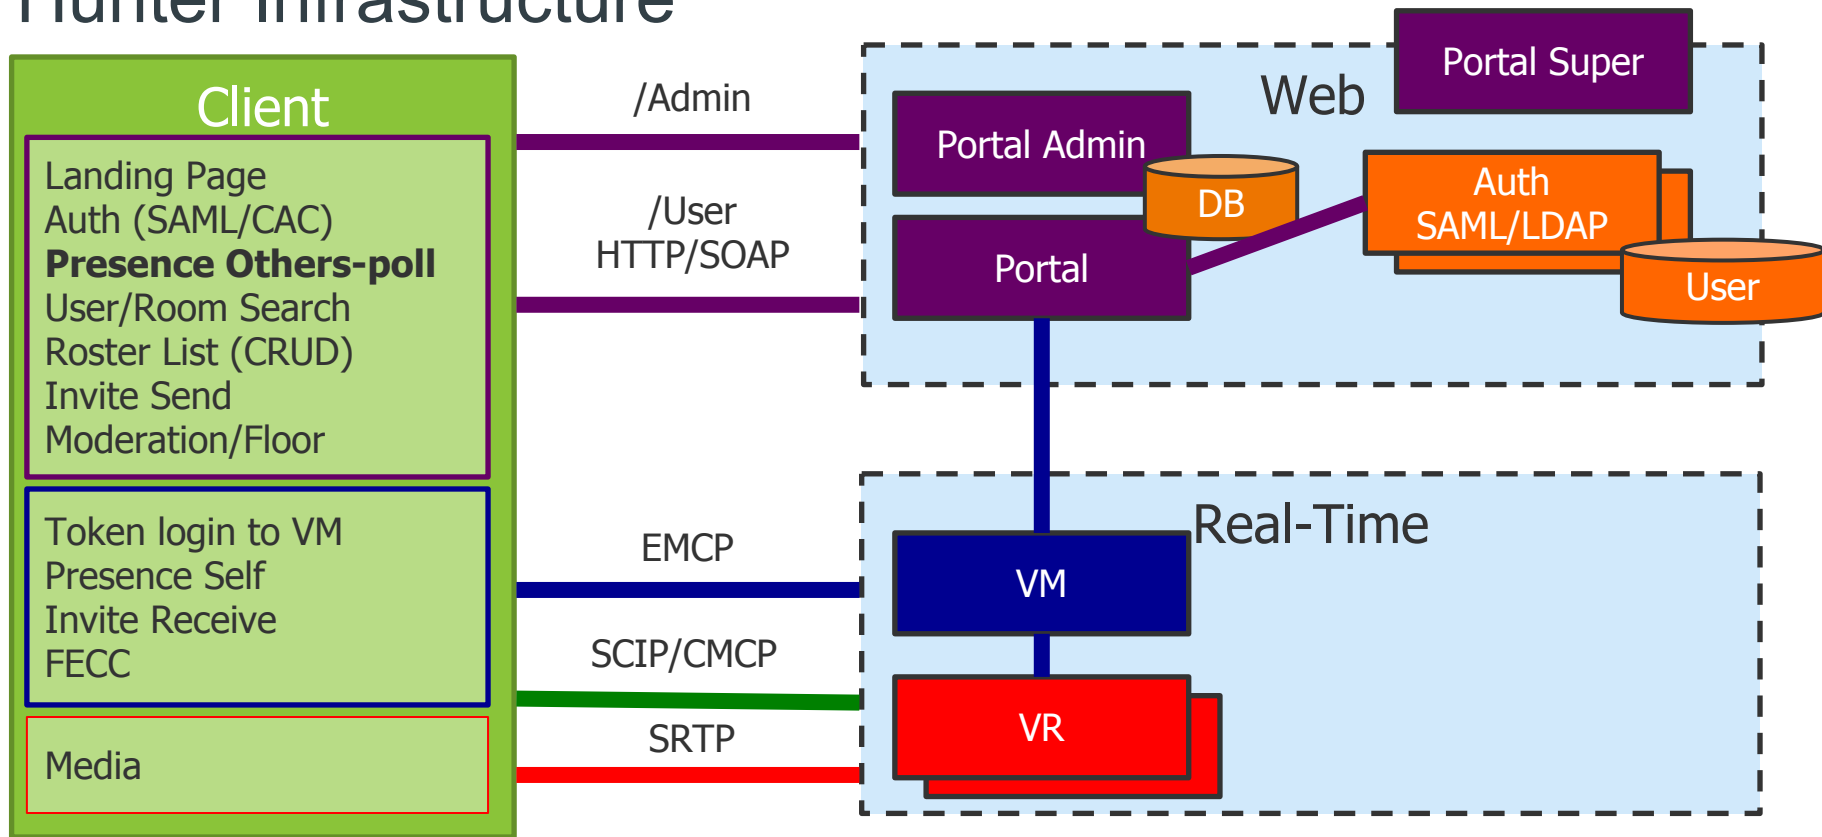 Hunter Infrastructure
Client
Landing Page
Auth (SAML/CAC)
Presence Others-poll
User/Room Search
Roster List (CRUD)
Invite Send
Moderation/Floor
Token login to VM
Presence Self
Invite Receive
FECC
Media
/Admin
/User
HTTP/SOAP
EMCP
SCIP/CMCP
SRTP
Web
Portal Super
Portal Admin
DB
Portal
Auth
SAML/LDAP
User
Real-Time
VM
VR